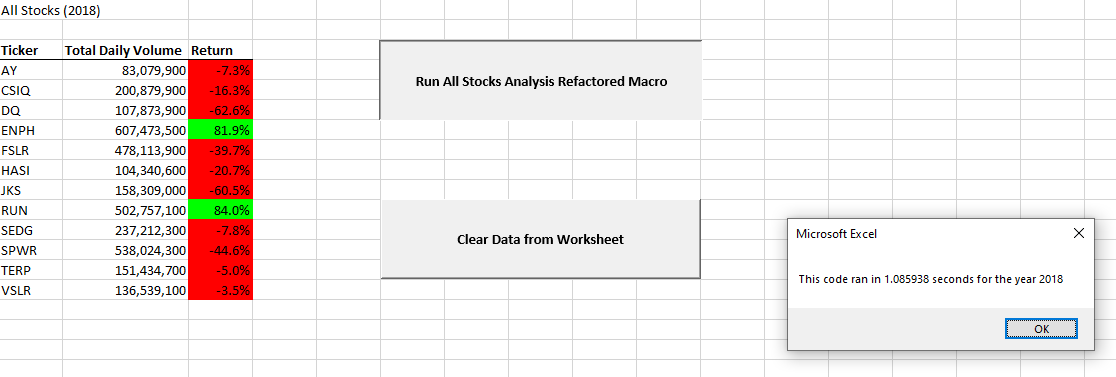 All Stocks (2018)
Ticker Total Daily Volume Return
AY 83,079,900 -7.3%
CSIQ 200,879,900 -16.3%
DQ 107,873,900 -62.6%
ENPH 607,473,500 81.9%
FSLR 478,113,900 -39.7%
HASI 104,340,600 -20.7%
JKS 158,309,000 -60.5%
RUN 502,757,100 84.0%
SEDG 237,212,300 -7.8%
SPWR 538,024,300 -44.6%
TERP 151,434,700 -5.0%
VSLR 136,539,100 -3.5%
Run All Stocks Analysis Refactored Macro
Clear Data from Worksheet
Microsoft Excel
This code ran in 1.085938 seconds for the year 2018
OK